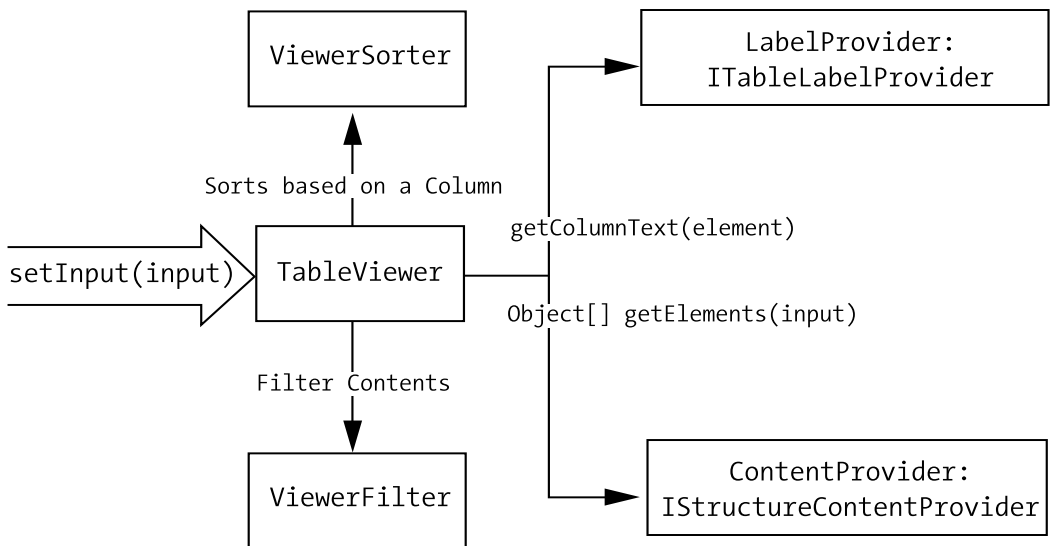 ViewerSorter
LabelProvider:
ITableLabelProvider
Sorts based on a Column
getColumnText(element)
setInput(input)
TableViewer
Object[] getElements(input)
Filter Contents
ViewerFilter
ContentProvider:
IStructureContentProvider